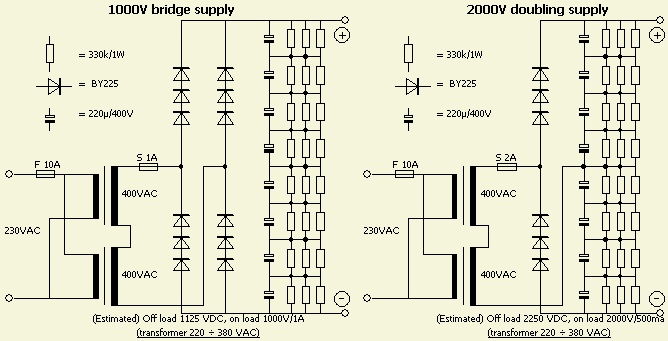 1000V bridge supply
= 330k/1W
= BY225
= 220µ/400V
F 10A
S 1A
400VAC
230VAC
400VAC
+
-
(Estimated) Off load 1125 VDC, on load 1000V/1A
(transformer 220 ÷ 380 VAC)
2000V doubling supply
= 330k/1W
= BY225
= 220µ/400V
F 10A
S 2A
400VAC
230VAC
400VAC
+
-
(Estimated) Off load 2250 VDC, on load 2000V/500ma
(transformer 220 ÷ 380 VAC)